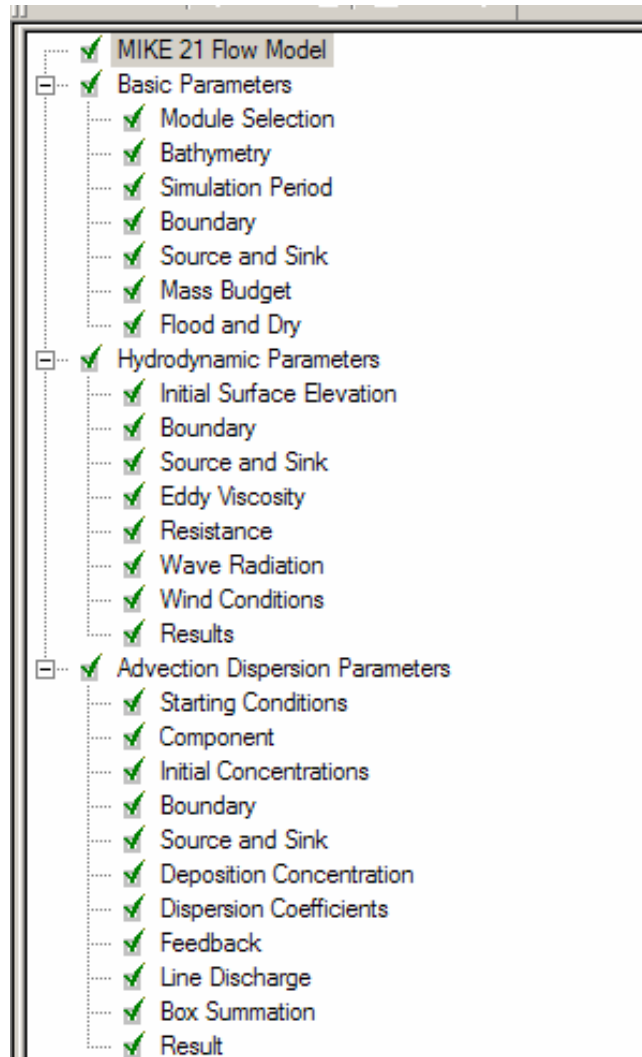 MIKE 21 Flow Model
Basic Parameters
Module Selection
Bathymetry
Simulation Period
Boundary
Source and Sink
Mass Budget
Flood and Dry
Hydrodynamic Parameters
Initial Surface Elevation
Boundary
Source and Sink
Eddy Viscosity
Resistance
Wave Radiation
Wind Conditions
Results
Advection Dispersion Parameters
Starting Conditions
Component
Initial Concentrations
Boundary
Source and Sink
Deposition Concentration
Dispersion Coefficients
Feedback
Line Discharge
Box Summation
Result